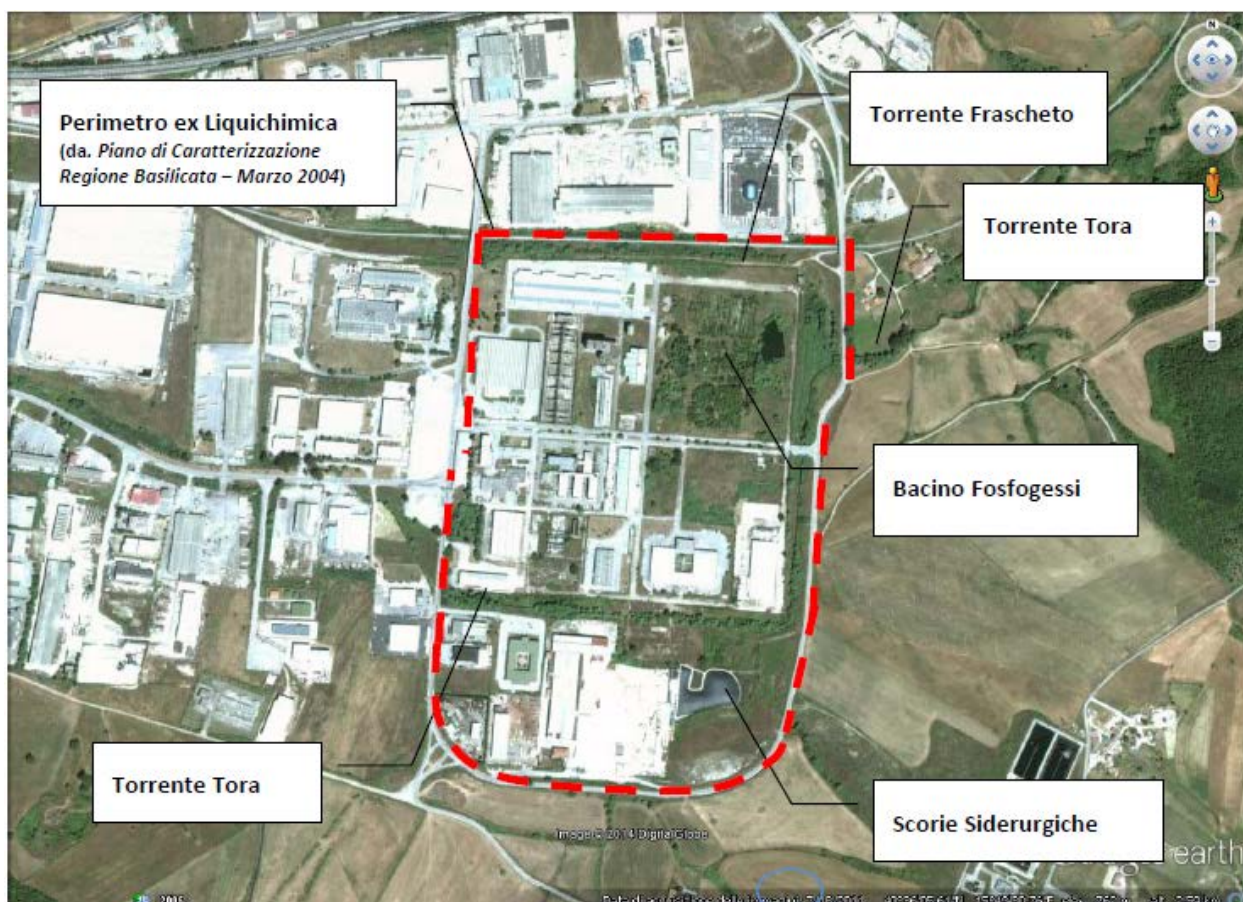 N
Perimetro ex Liquichimica
(da. Piano di Caratterizzazione
Regione Basilicata – Marzo 2004)
Torrente Frascheto
Torrente Tora
Bacino Fosfogessi
Torrente Tora
Scorie Siderurgiche
Image © 2014 DigitalGlobe
earth
2006